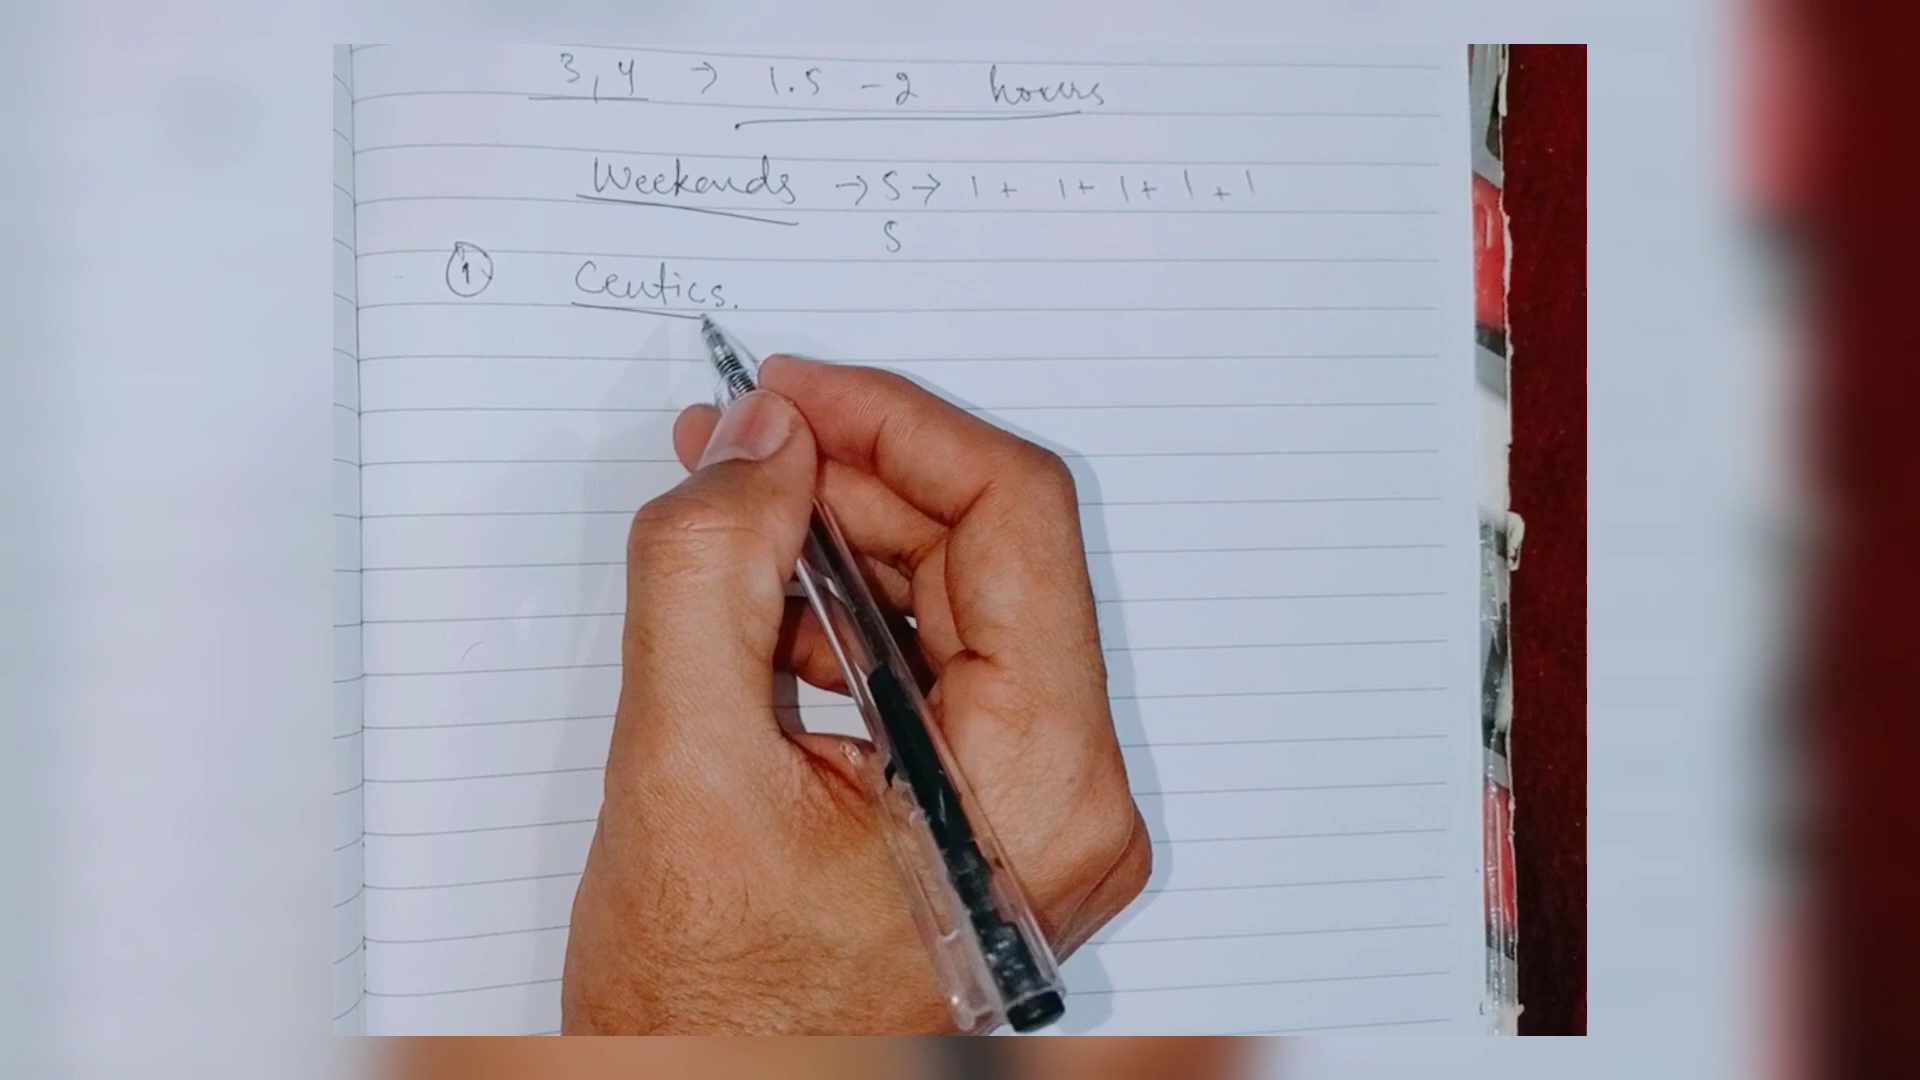 3,4 → 1.5 - 2 hours
Weekends → S → 1 + 1 + 1 + 1 + 1
S
① Ceutics.